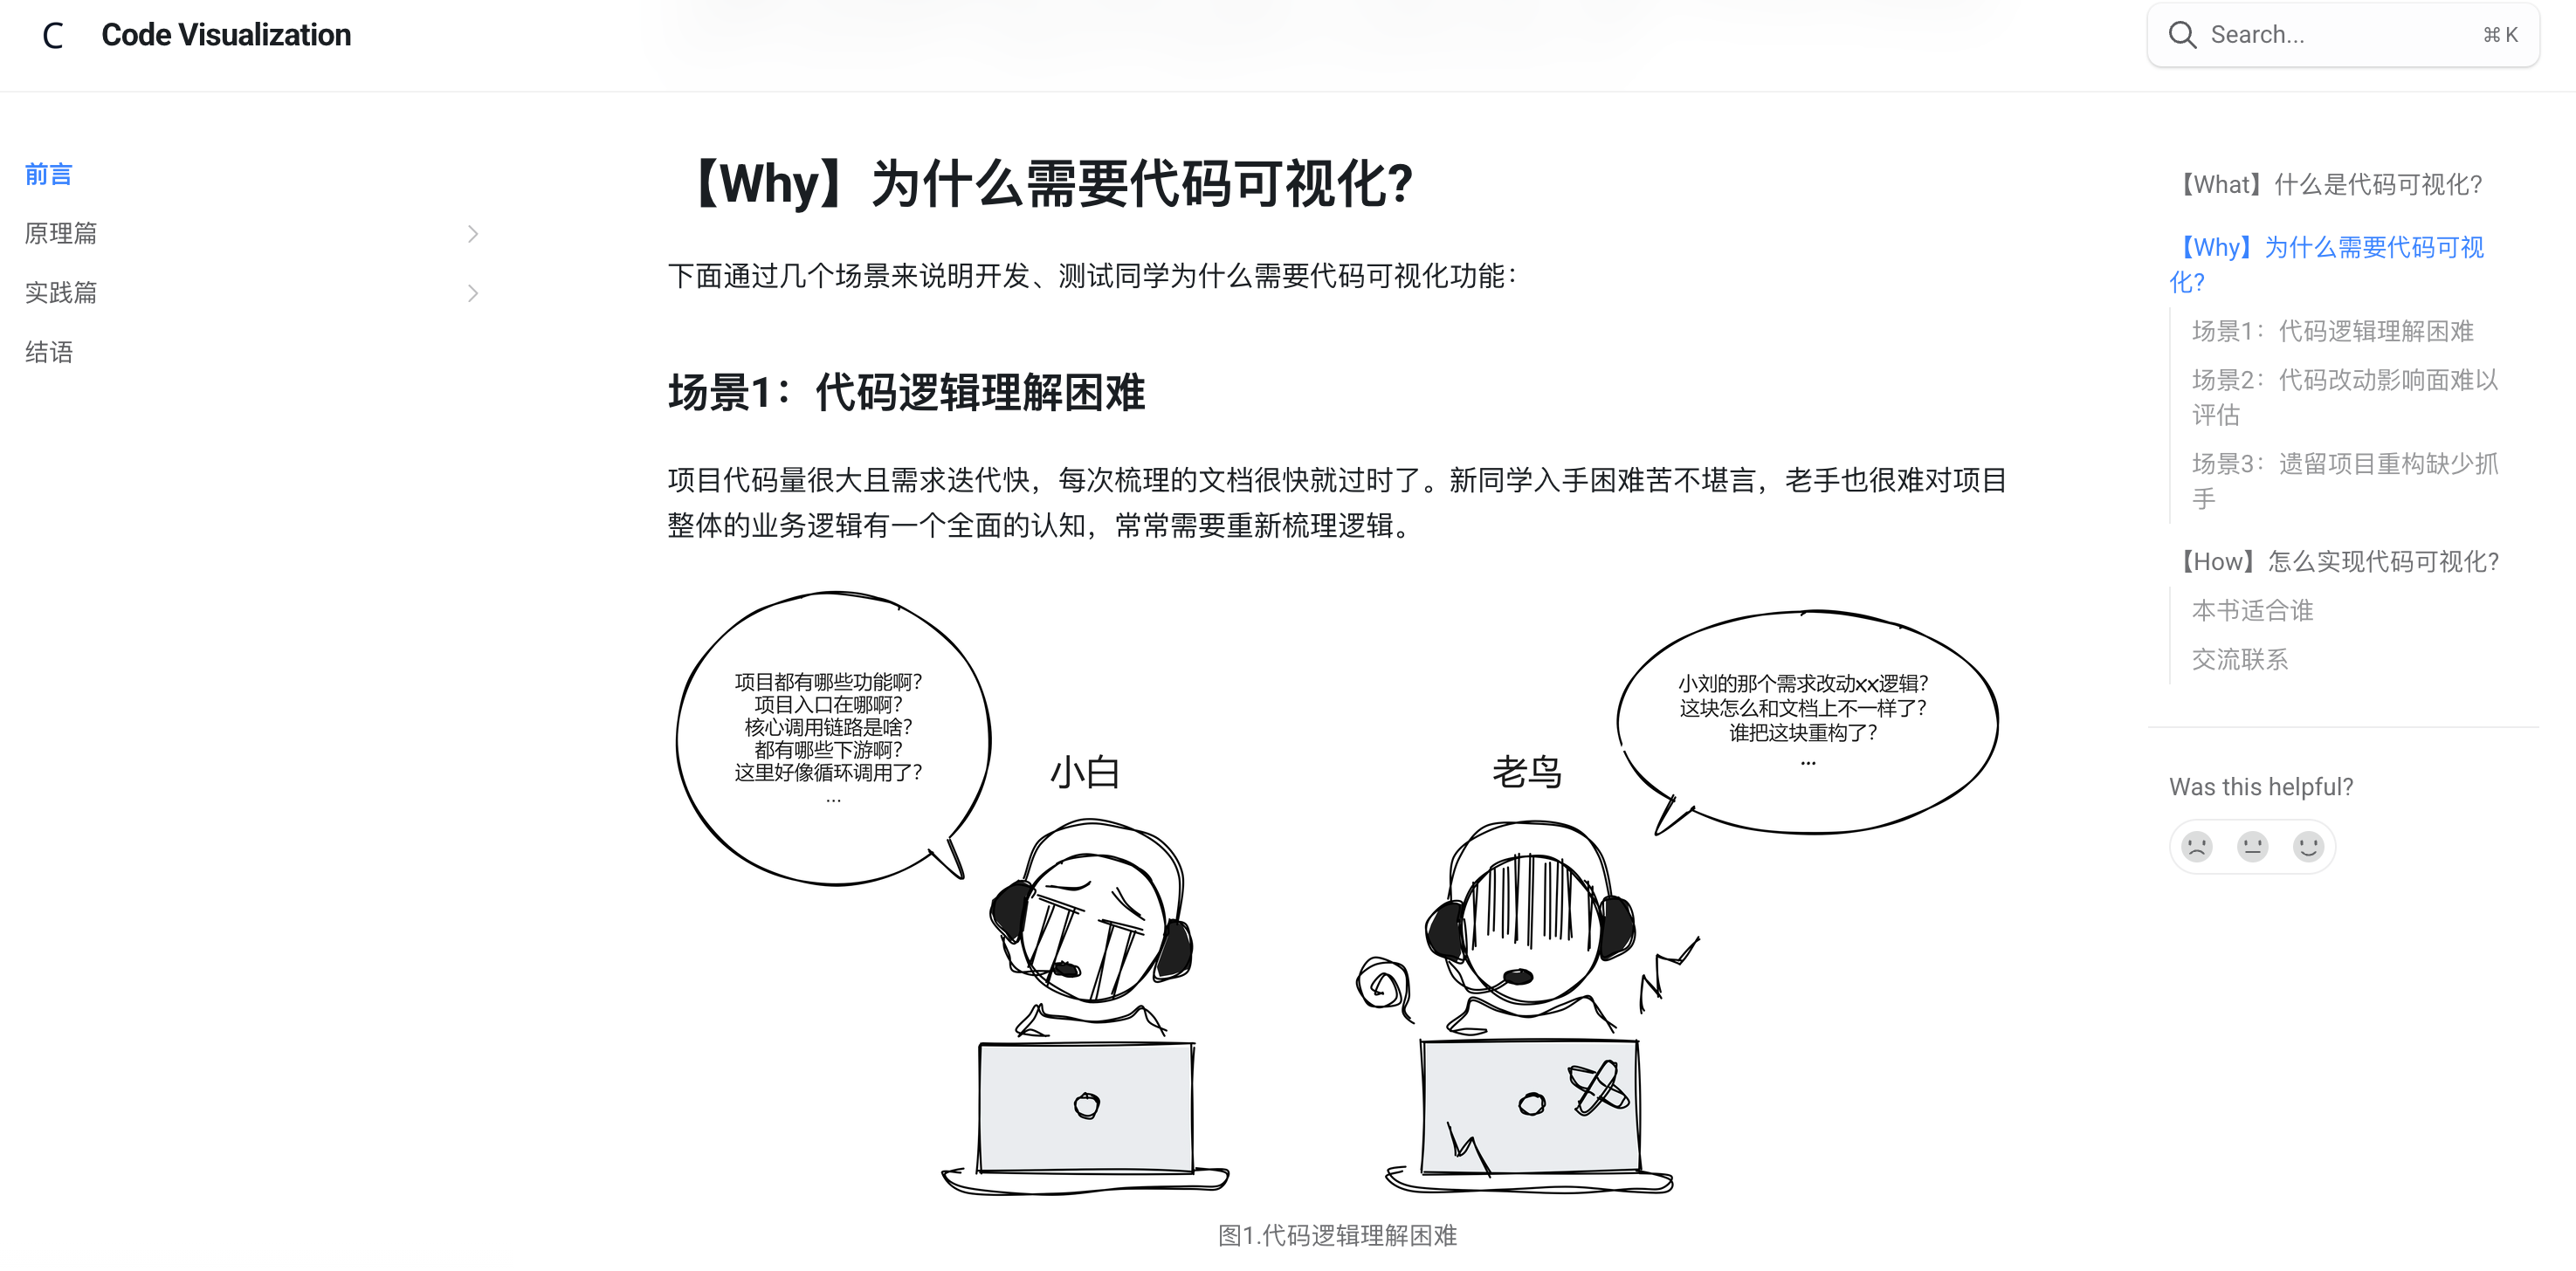 C Code Visualization
Search... ⌘ K
前言
原理篇
实践篇
结语
【Why】为什么需要代码可视化?
下面通过几个场景来说明开发、测试同学为什么需要代码可视化功能：
场景1：代码逻辑理解困难
项目代码量很大且需求迭代快，每次梳理的文档很快就过时了。新同学入手困难苦不堪言，老手也很难对项目
整体的业务逻辑有一个全面的认知，常常需要重新梳理逻辑。
项目都有哪些功能啊?
项目入口在哪啊?
核心调用链路是啥?
都有哪些下游啊?
这里好像循环调用了?
...
小白
老鸟
小刘的那个需求改动xx逻辑?
这块怎么和文档上不一样了?
谁把这块重构了?
...
图1.代码逻辑理解困难
【What】什么是代码可视化?
【Why】为什么需要代码可视
化?
场景1：代码逻辑理解困难
场景2：代码改动影响面难以
评估
场景3：遗留项目重构缺少抓
手
【How】怎么实现代码可视化?
本书适合谁
交流联系
Was this helpful?